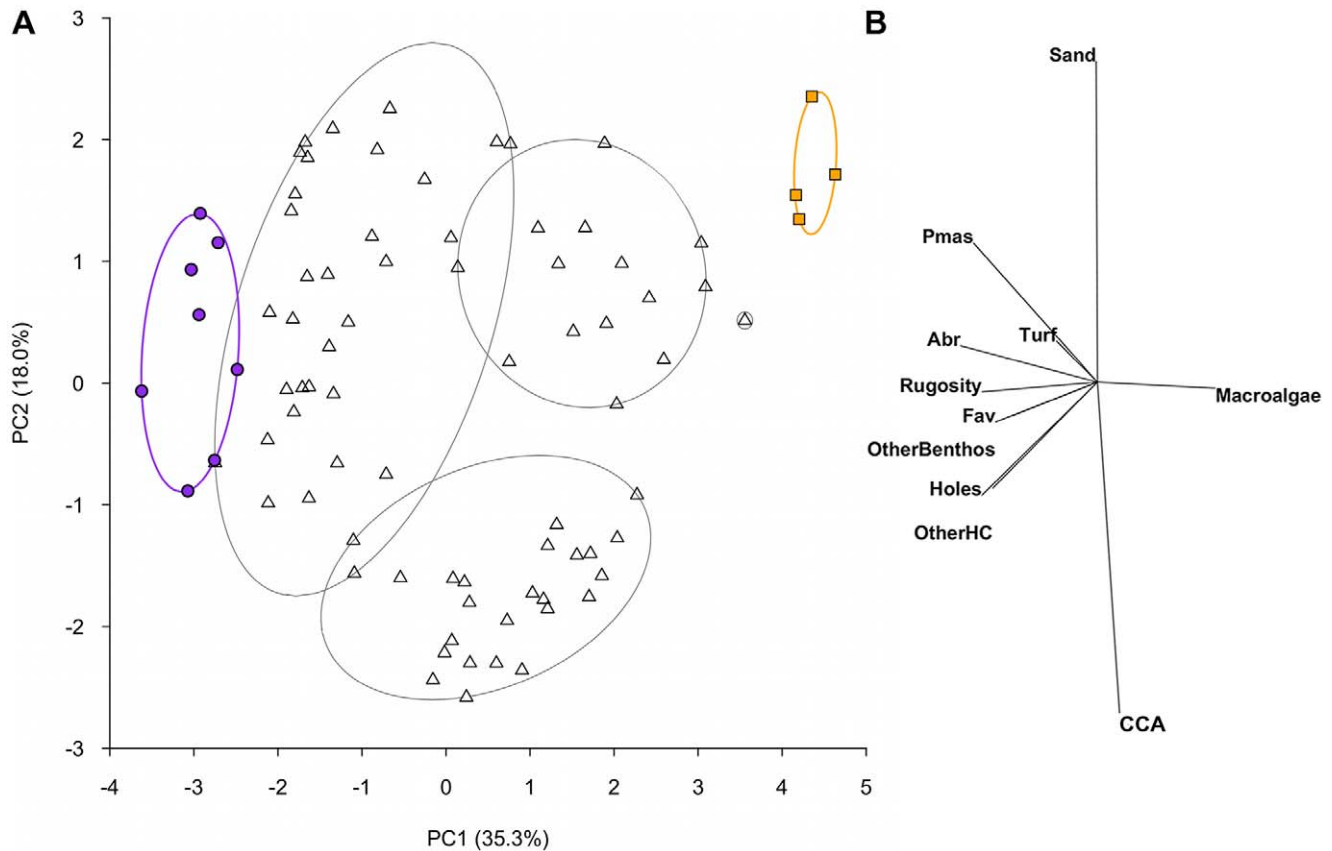 A
3
2
1
0
-1
-2
-3
PC2 (18.0%)
-4 -3 -2 -1 0 1 2 3 4 5
PC1 (35.3%)
B
Sand
Pmas
Turf
Abr
Rugosity
Macroalgae
Fav
OtherBenthos
Holes
OtherHC
CCA